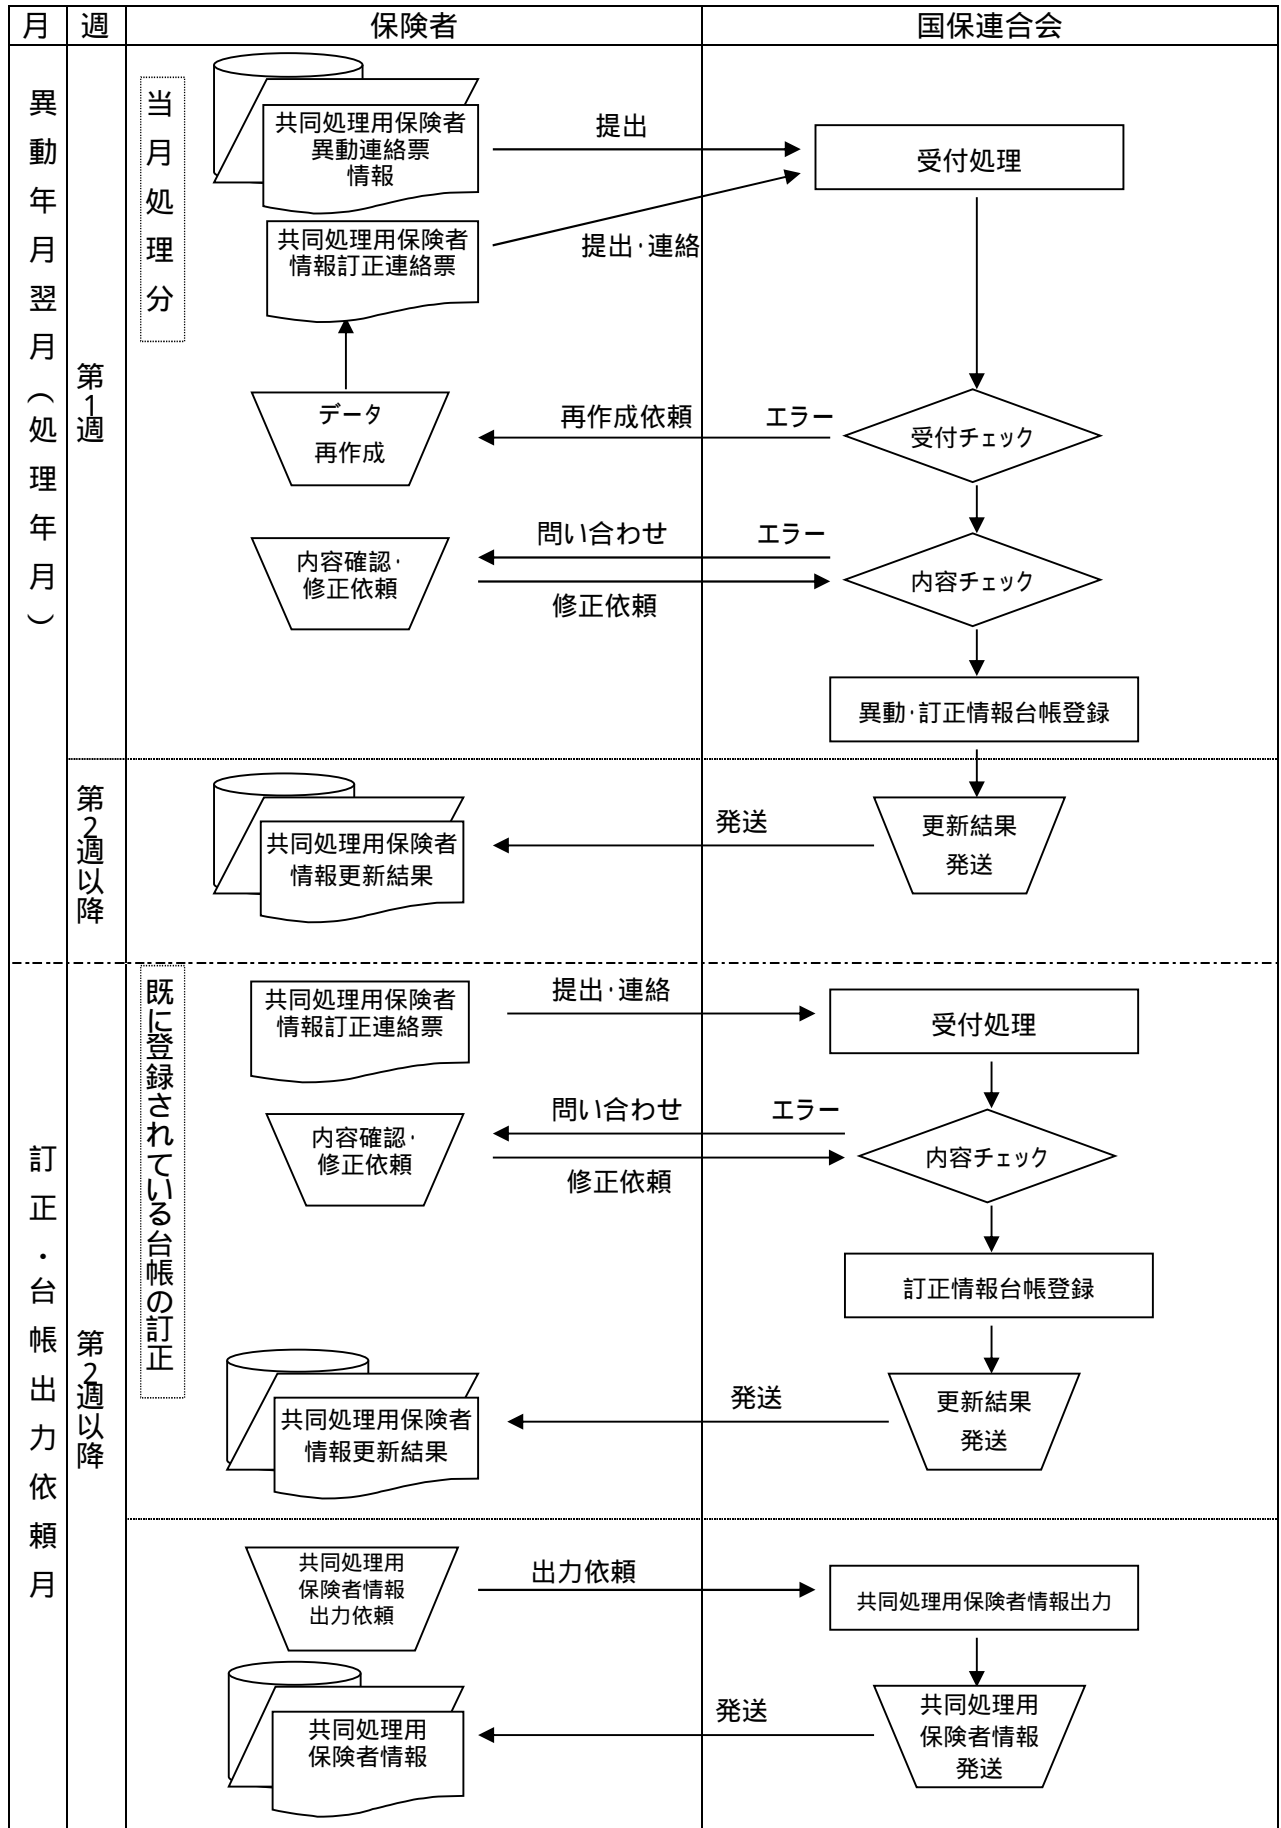 月 週 保険者 国保連合会
異動年月翌月(処理年月)
第1週
当月処理分
共同処理用保険者
異動連絡票
情報
提出
受付処理
共同処理用保険者
情報訂正連絡票
提出・連絡
データ
再作成
再作成依頼
エラー
受付チェック
内容確認・
修正依頼
問い合わせ
エラー
修正依頼
内容チェック
異動・訂正情報台帳登録
第2週以降
共同処理用保険者
情報更新結果
発送
更新結果
発送
訂正・台帳出力依頼月
第2週以降
既に登録されている台帳の訂正
共同処理用保険者
情報訂正連絡票
提出・連絡
受付処理
内容確認・
修正依頼
問い合わせ
エラー
修正依頼
内容チェック
訂正情報台帳登録
共同処理用保険者
情報更新結果
発送
更新結果
発送
共同処理用
保険者情報
出力依頼
出力依頼
共同処理用保険者情報出力
共同処理用
保険者情報
発送
共同処理用
保険者情報
発送